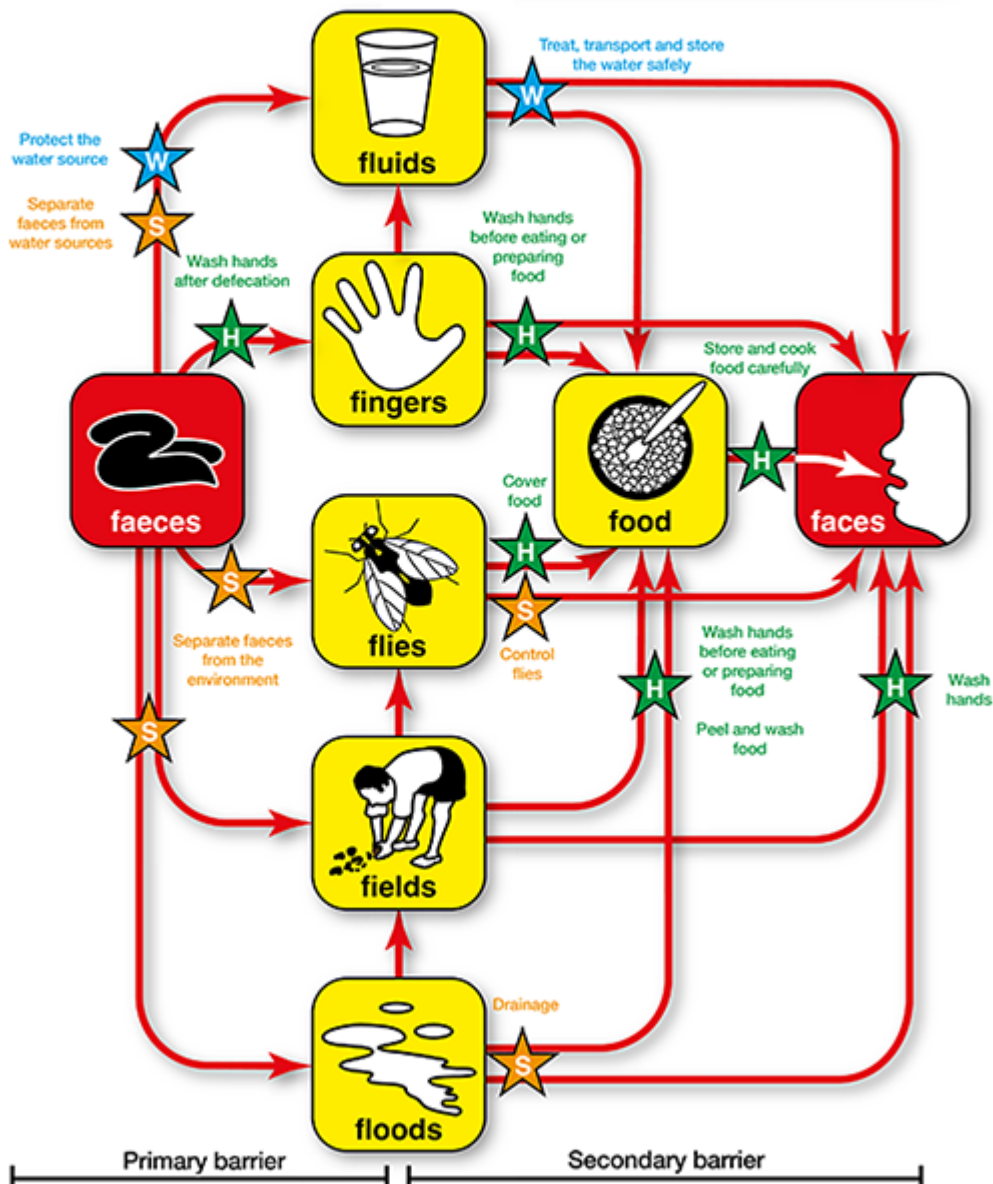 Treat, transport and store
the water safely
W
fluids
Protect the
water source
W
Separate
faeces from
water sources
S
Wash hands
after defecation
H
Wash hands
before eating or
preparing
food
H
fingers
Store and cook
food carefully
H
faeces
food
faces
Cover
food
H
S
flies
S
Control
flies
Separate faeces
from the
environment
S
Wash hands
before eating
or preparing
food
H
Peel and wash
food
H
Wash
hands
fields
Drainage
S
floods
Primary barrier
Secondary barrier